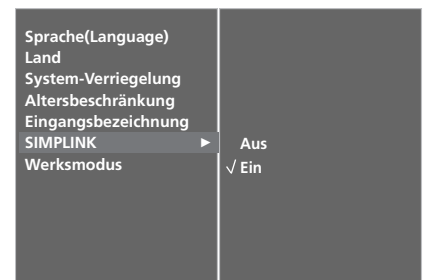 Sprache(Language)
Land
System-Verriegelung
Altersbeschränkung
Eingangsbezeichnung
SIMPLINK ►
Werksmodus
Aus
√ Ein